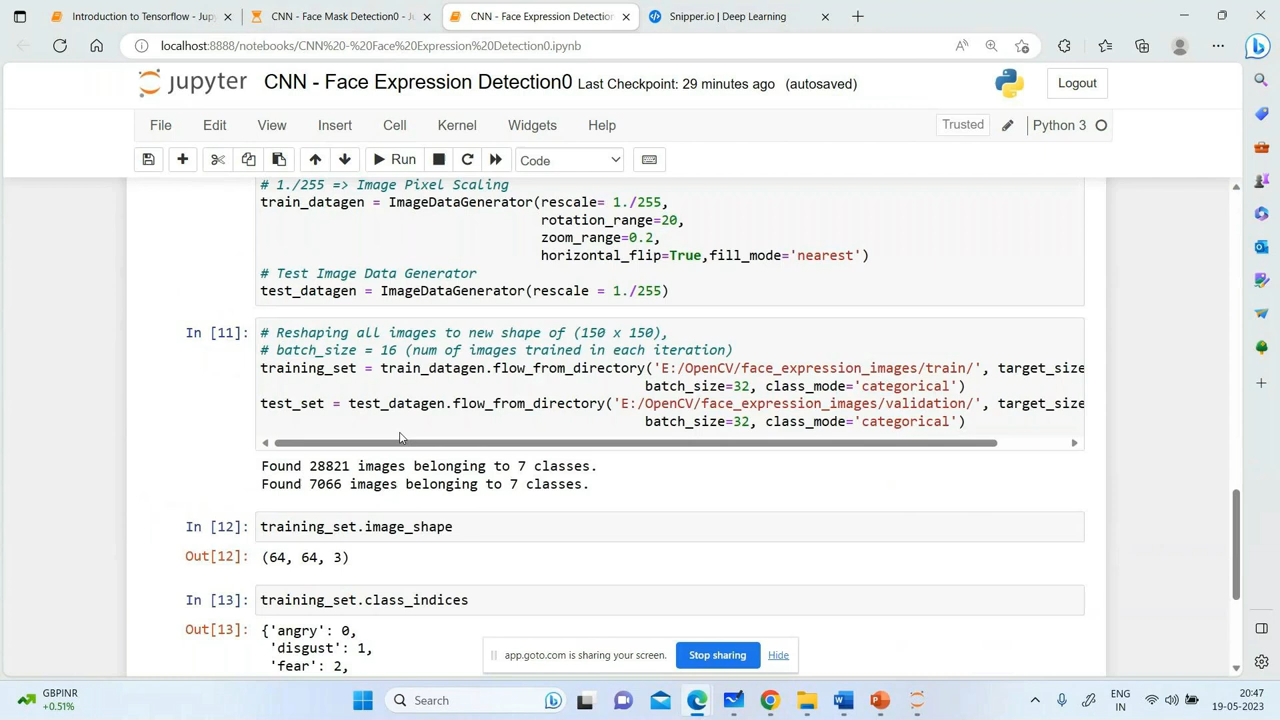 Introduction to Tensorflow - Jup
CNN - Face Mask Detection0 - J
CNN - Face Expression Detection
Snipper.io | Deep Learning
localhost:8888/notebooks/CNN%20-%20Face%20Expression%20Detection0.ipynb
jupyter CNN - Face Expression Detection0 Last Checkpoint: 29 minutes ago (autosaved)
Logout
File Edit View Insert Cell Kernel Widgets Help
Trusted
Python 3
Run
Code
# 1./255 => Image Pixel Scaling
train_datagen = ImageDataGenerator(rescale= 1./255,
rotation_range=20,
zoom_range=0.2,
horizontal_flip=True,fill_mode='nearest')
# Test Image Data Generator
test_datagen = ImageDataGenerator(rescale = 1./255)
In [11]:
# Reshaping all images to new shape of (150 x 150),
# batch_size = 16 (num of images trained in each iteration)
training_set = train_datagen.flow_from_directory('E:/OpenCV/face_expression_images/train/', target_size
batch_size=32, class_mode='categorical')
test_set = test_datagen.flow_from_directory('E:/OpenCV/face_expression_images/validation/', target_size
batch_size=32, class_mode='categorical')
Found 28821 images belonging to 7 classes.
Found 7066 images belonging to 7 classes.
In [12]: training_set.image_shape
Out[12]: (64, 64, 3)
In [13]: training_set.class_indices
Out[13]: {'angry': 0,
'disgust': 1,
'fear': 2,
app.goto.com is sharing your screen.
Stop sharing
Hide
GBPINR
+0.51%
Search
ENG
IN
20:47
19-05-2023